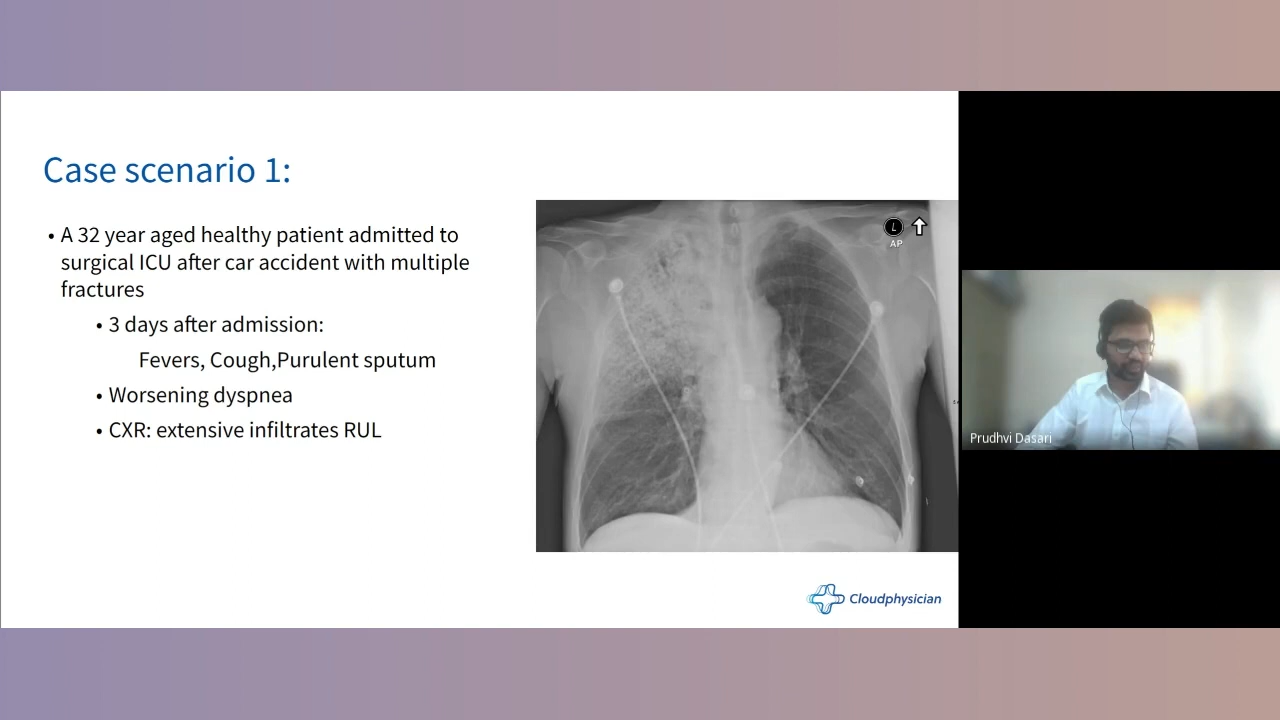 Case scenario 1:
• A 32 year aged healthy patient admitted to
surgical ICU after car accident with multiple
fractures
• 3 days after admission:
Fevers, Cough,Purulent sputum
• Worsening dyspnea
• CXR: extensive infiltrates RUL
L
AP
Cloudphysician
Prudhvi Dasari